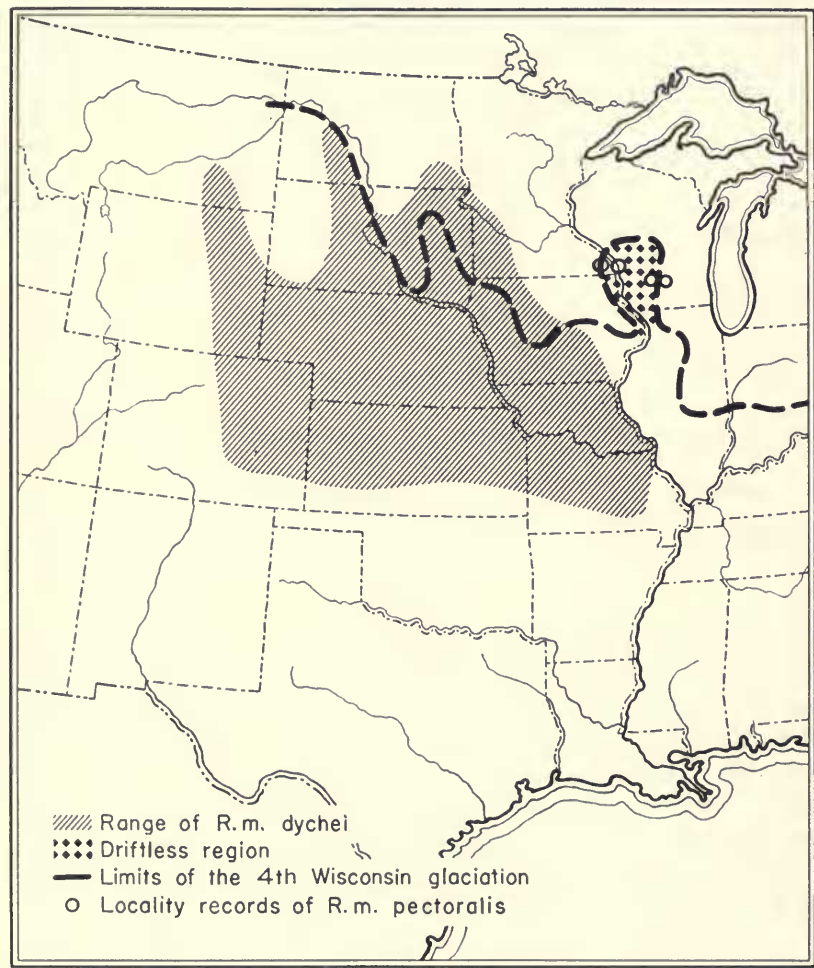 Range of R.m. dychei
Driftless region
Limits of the 4th Wisconsin glaciation
Locality records of R.m. pectoralis